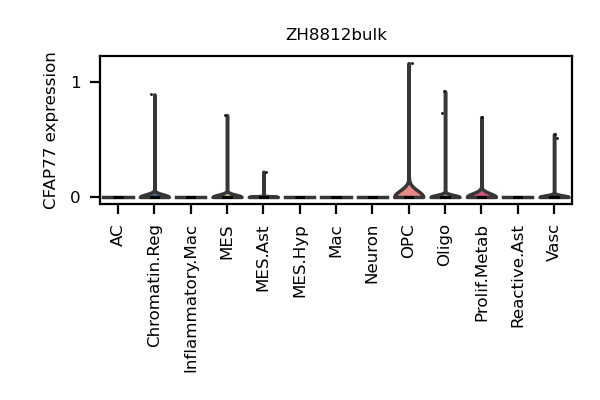 ZH8812bulk
CFAP77 expression
1
0
AC
Chromatin.Reg
Inflammatory.Mac
MES
MES.Ast
MES.Hyp
Mac
Neuron
OPC
Oligo
Prolif.Metab
Reactive.Ast
Vasc